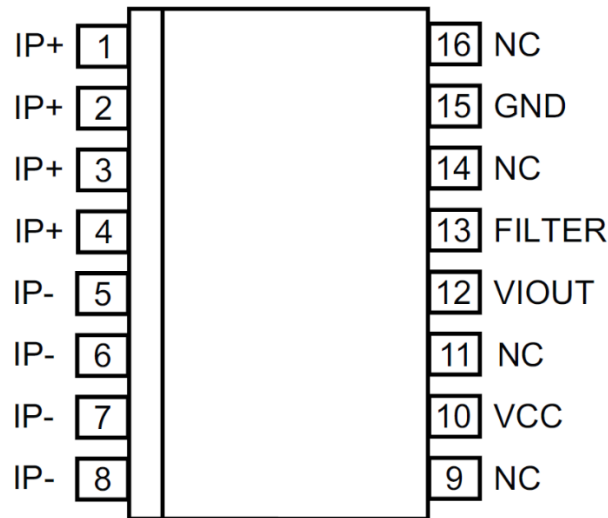 IP+ 1 16 NC
IP+ 2 15 GND
IP+ 3 14 NC
IP+ 4 13 FILTER
IP- 5 12 VIOUT
IP- 6 11 NC
IP- 7 10 VCC
IP- 8 9 NC